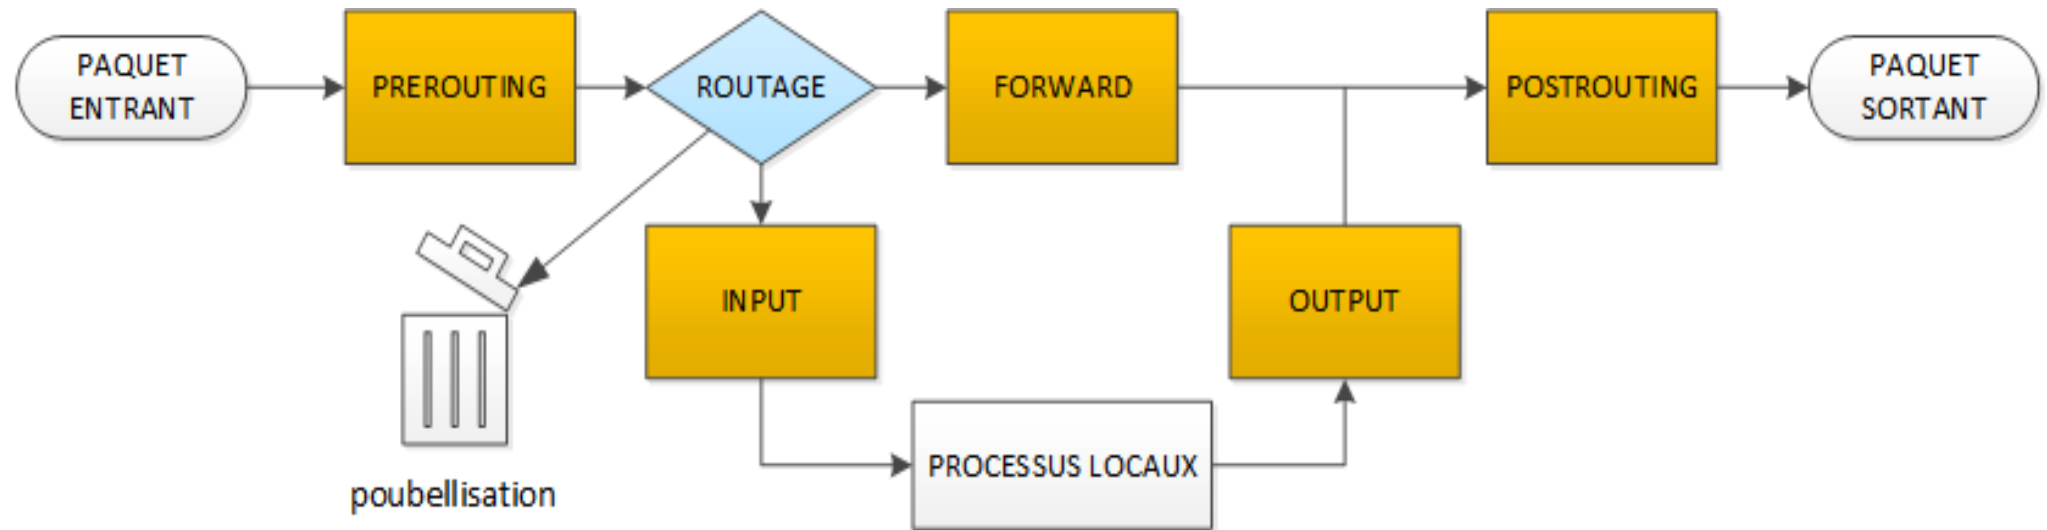 PAQUET
ENTRANT
PREROUTING
ROUTAGE
FORWARD
POSTROUTING
PAQUET
SORTANT
INPUT
OUTPUT
PROCESSUS LOCAUX
poubellisation